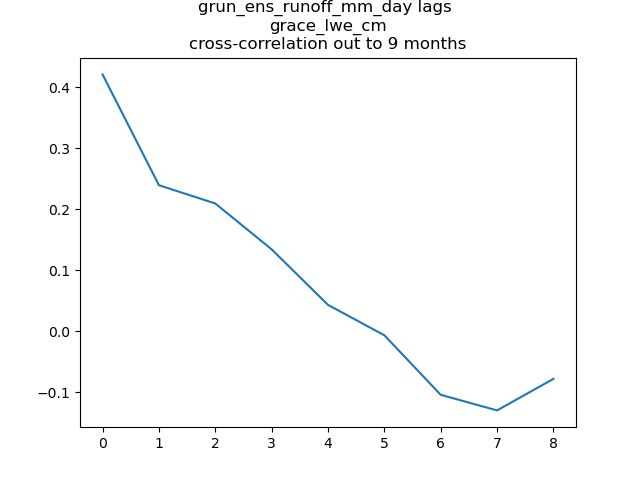 grun_ens_runoff_mm_day lags
grace_lwe_cm
cross-correlation out to 9 months
0.4
0.3
0.2
0.1
0.0
−0.1
0 1 2 3 4 5 6 7 8